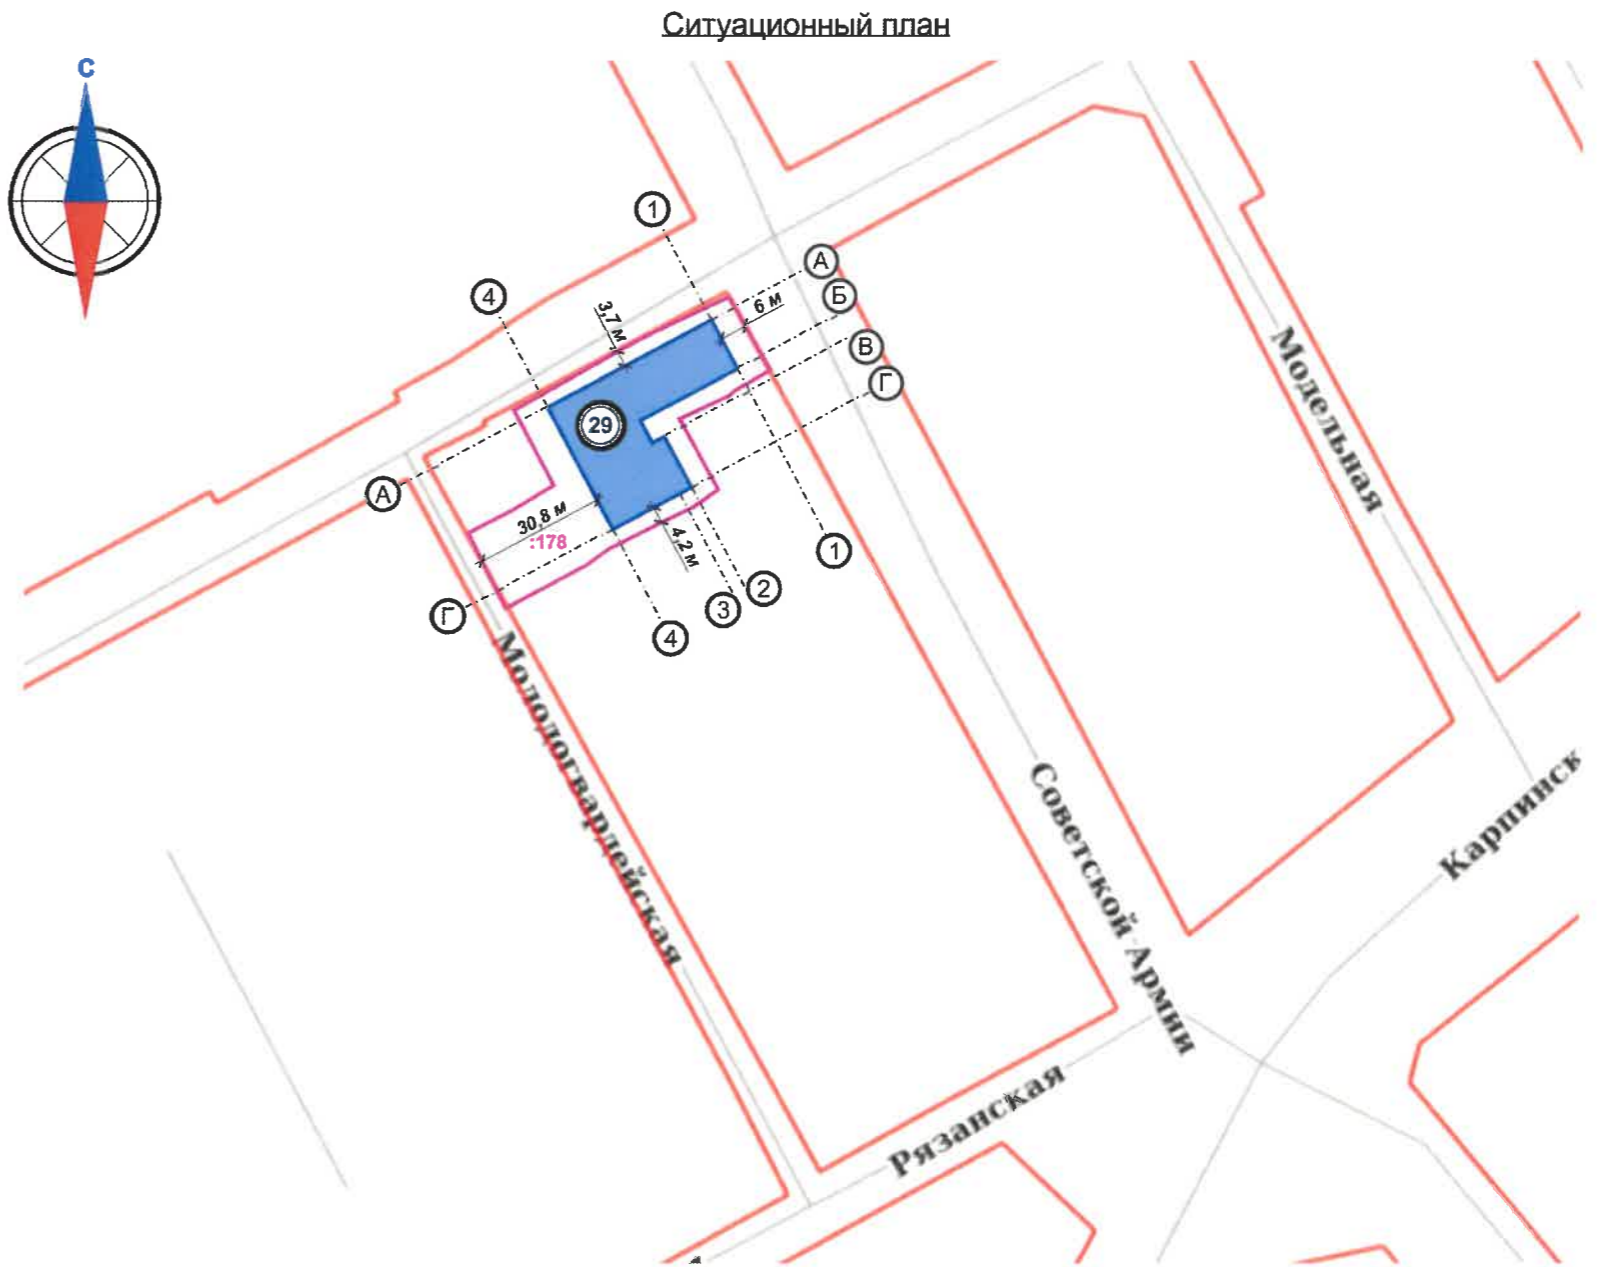 Ситуационный план
С
1
А
4
Б
3,7 м
6 м
В
Г
29
А
30,8 м
:178
4,2 м
1
2
3
Г
4
Модельная
Молодогвардейская
Советской Армии
Карпинск
Рязанская